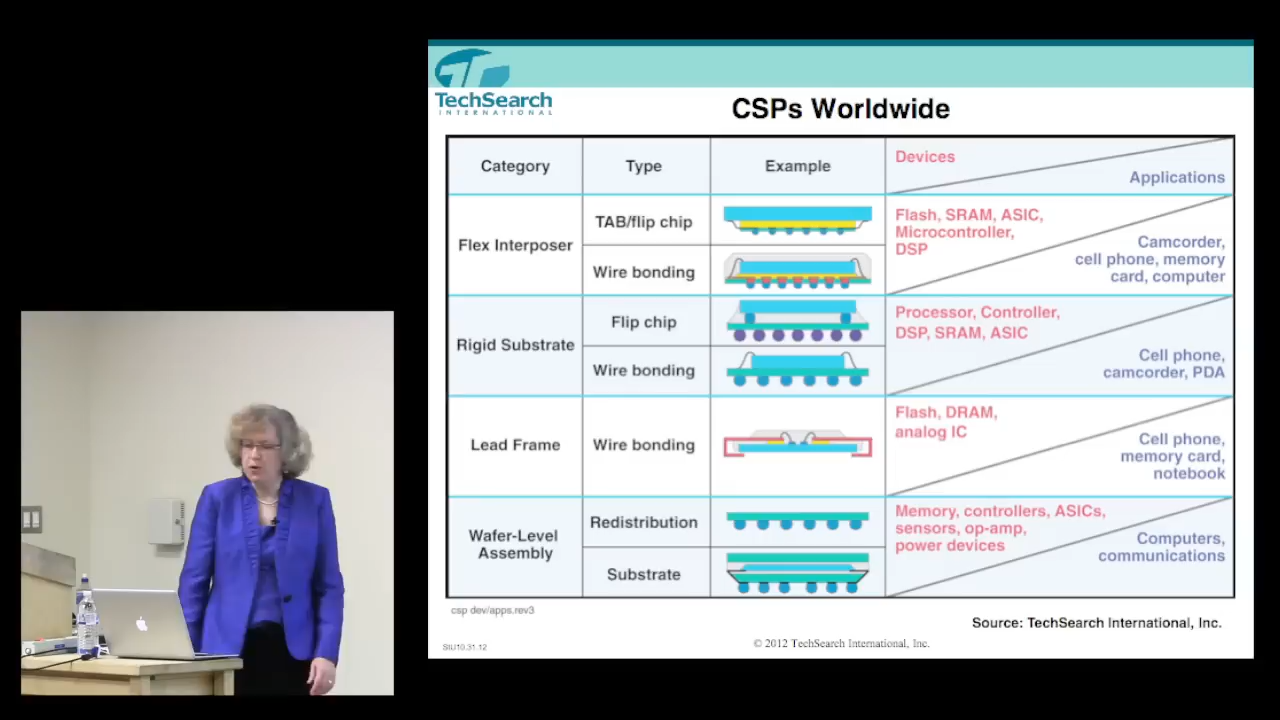 TechSearch
INTERNATIONAL
CSPs Worldwide
Category
Type
Example
Devices
Applications
Flex Interposer
TAB/flip chip
Wire bonding
Flash, SRAM, ASIC,
Microcontroller,
DSP
Camcorder,
cell phone, memory
card, computer
Rigid Substrate
Flip chip
Wire bonding
Processor, Controller,
DSP, SRAM, ASIC
Cell phone,
camcorder, PDA
Lead Frame
Wire bonding
Flash, DRAM,
analog IC
Cell phone,
memory card,
notebook
Wafer-Level
Assembly
Redistribution
Substrate
Memory, controllers, ASICs,
sensors, op-amp,
power devices
Computers,
communications
csp dev/apps.rev3
Source: TechSearch International, Inc.
StU10.31.12
© 2012 TechSearch International, Inc.